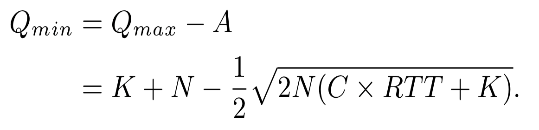 Q_{min} = Q_{max} − A
= K + N − \frac{1}{2}\sqrt{2N(C × RTT + K)}.